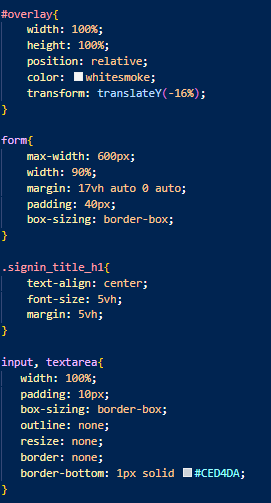 #overlay{
width: 100%;
height: 100%;
position: relative;
color: whitesmoke;
transform: translateY(-16%);
}
form{
max-width: 600px;
width: 90%;
margin: 17vh auto 0 auto;
padding: 40px;
box-sizing: border-box;
}
.signin_title_h1{
text-align: center;
font-size: 5vh;
margin: 5vh;
}
input, textarea{
width: 100%;
padding: 10px;
box-sizing: border-box;
outline: none;
resize: none;
border: none;
border-bottom: 1px solid #CED4DA;
}